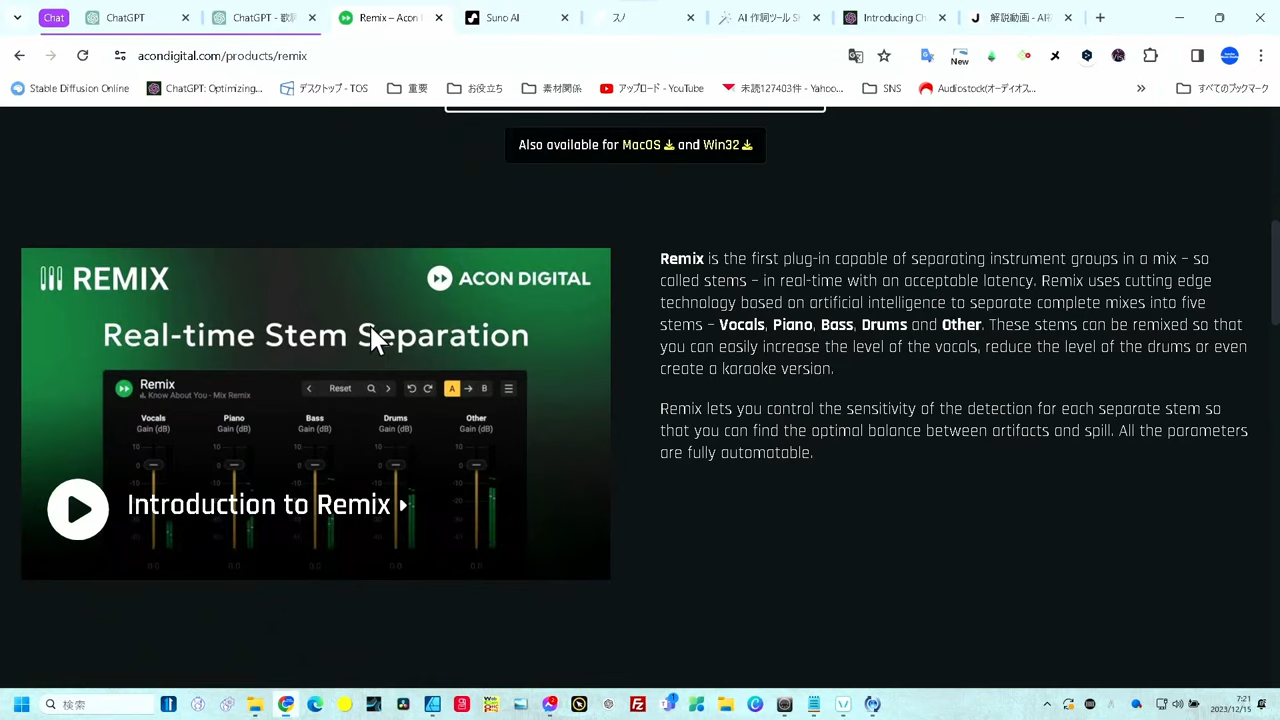 Chat
ChatGPT
ChatGPT - 歌詞
Remix – Acon I
Suno AI
スノ
AI 作詞ツール S
Introducing Ch
解説動画 - AI
acondigital.com/products/remix
New
Stable Diffusion Online
ChatGPT: Optimizing...
デスクトップ - TOS
重要
お役立ち
素材関係
アップロード - YouTube
未読127403件 - Yahoo...
SNS
Audiostock(オーディオス...
»
すべてのブックマーク
Also available for MacOS and Win32
REMIX
ACON DIGITAL
Real-time Stem Separation
Remix
Know About You - Mix Remix
Reset
A
B
Vocals Piano Bass Drums Other
Gain (dB) Gain (dB) Gain (dB) Gain (dB) Gain (dB)
Introduction to Remix
Remix is the first plug-in capable of separating instrument groups in a mix – so
called stems – in real-time with an acceptable latency. Remix uses cutting edge
technology based on artificial intelligence to separate complete mixes into five
stems – Vocals, Piano, Bass, Drums and Other. These stems can be remixed so that
you can easily increase the level of the vocals, reduce the level of the drums or even
create a karaoke version.
Remix lets you control the sensitivity of the detection for each separate stem so
that you can find the optimal balance between artifacts and spill. All the parameters
are fully automatable.
検索
7:21
2023/12/15